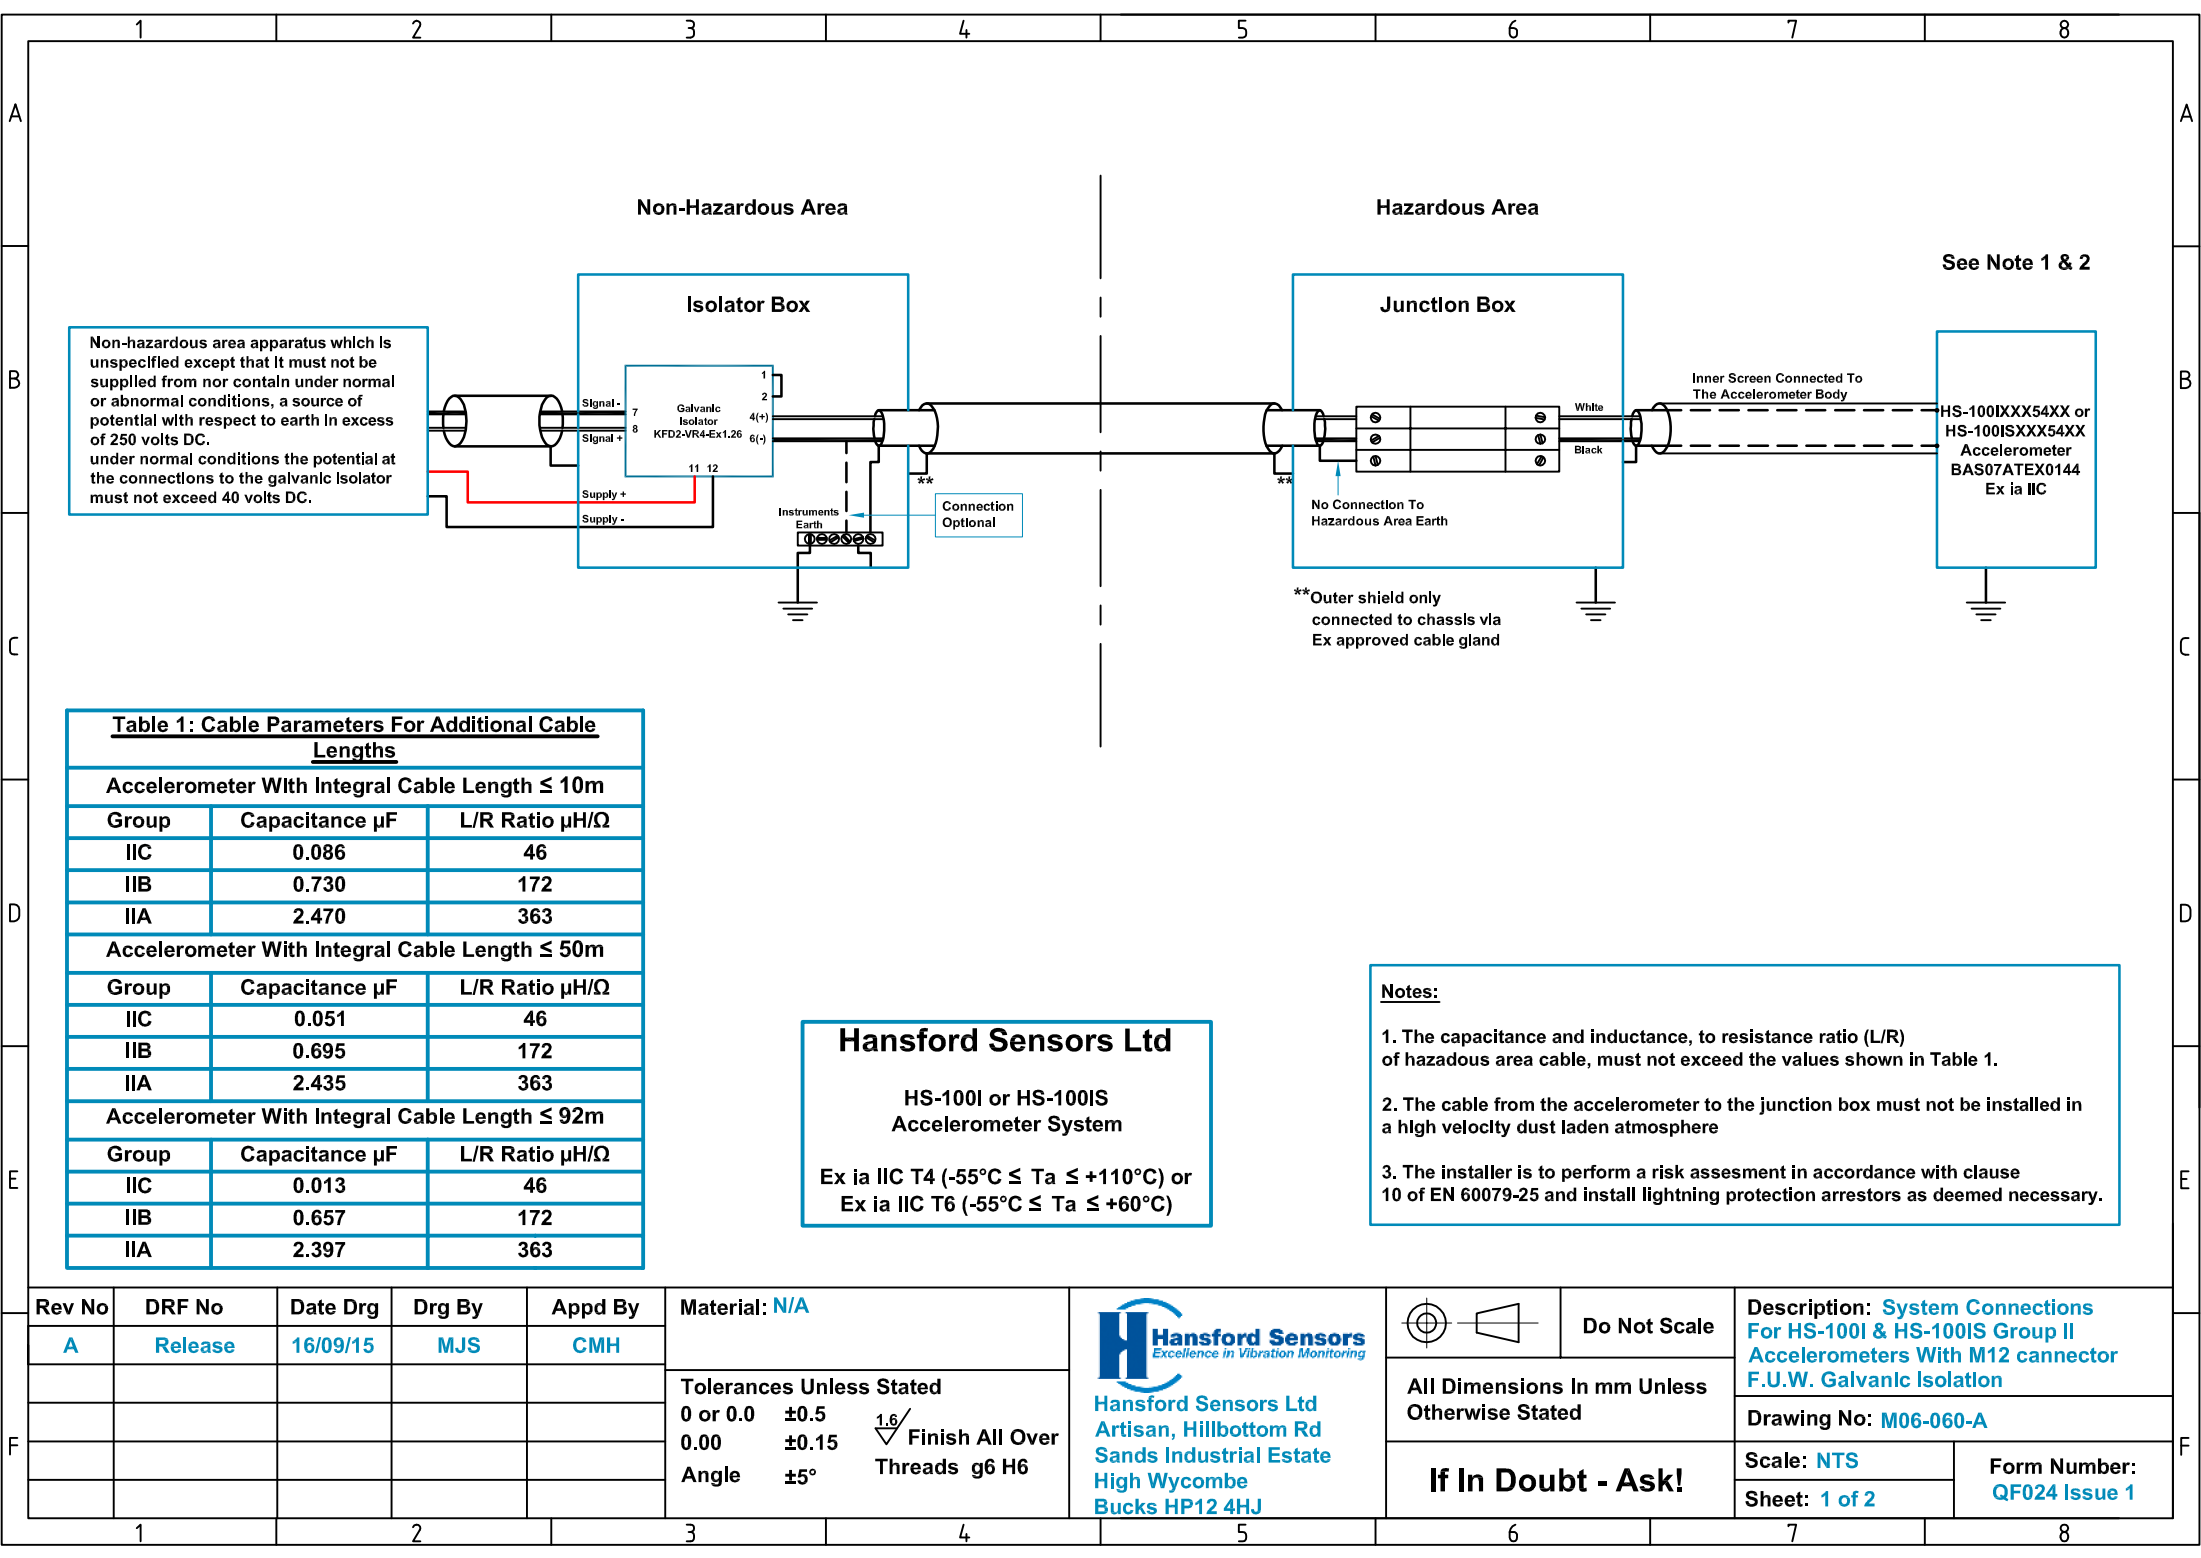 1 2 3 4 5 6 7 8
A A
B B
C C
D D
E E
F F
Non-Hazardous Area
Hazardous Area
See Note 1 & 2
Non-hazardous area apparatus which is
unspecified except that it must not be
supplied from nor contain under normal
or abnormal conditions, a source of
potential with respect to earth in excess
of 250 volts DC.
under normal conditions the potential at
the connections to the galvanic isolator
must not exceed 40 volts DC.
Isolator Box
Signal -
Signal +
7
8
Galvanic
Isolator
KFD2-VR4-Ex1.26
1
2
4(+)
6(-)
11 12
Supply +
Supply -
Instruments
Earth
**
Connection
Optional
Junction Box
**
White
Black
No Connection To
Hazardous Area Earth
**Outer shield only
connected to chassis via
Ex approved cable gland
Inner Screen Connected To
The Accelerometer Body
HS-100IXXX54XX or
HS-100ISXXX54XX
Accelerometer
BAS07ATEX0144
Ex ia IIC
Table 1: Cable Parameters For Additional Cable
Lengths
Accelerometer With Integral Cable Length ≤ 10m
Group Capacitance µF L/R Ratio µH/Ω
IIC 0.086 46
IIB 0.730 172
IIA 2.470 363
Accelerometer With Integral Cable Length ≤ 50m
Group Capacitance µF L/R Ratio µH/Ω
IIC 0.051 46
IIB 0.695 172
IIA 2.435 363
Accelerometer With Integral Cable Length ≤ 92m
Group Capacitance µF L/R Ratio µH/Ω
IIC 0.013 46
IIB 0.657 172
IIA 2.397 363
Hansford Sensors Ltd
HS-100I or HS-100IS
Accelerometer System
Ex ia IIC T4 (-55°C ≤ Ta ≤ +110°C) or
Ex ia IIC T6 (-55°C ≤ Ta ≤ +60°C)
Notes:
1. The capacitance and inductance, to resistance ratio (L/R)
of hazadous area cable, must not exceed the values shown in Table 1.
2. The cable from the accelerometer to the junction box must not be installed in
a high velocity dust laden atmosphere
3. The installer is to perform a risk assesment in accordance with clause
10 of EN 60079-25 and install lightning protection arrestors as deemed necessary.
Rev No DRF No Date Drg Drg By Appd By
A Release 16/09/15 MJS CMH
Material: N/A
Tolerances Unless Stated
0 or 0.0 ±0.5
0.00 ±0.15
Angle ±5°
1.6
Finish All Over
Threads g6 H6
H
Hansford Sensors
Excellence in Vibration Monitoring
Hansford Sensors Ltd
Artisan, Hillbottom Rd
Sands Industrial Estate
High Wycombe
Bucks HP12 4HJ
Do Not Scale
All Dimensions In mm Unless
Otherwise Stated
If In Doubt - Ask!
Description: System Connections
For HS-100I & HS-100IS Group II
Accelerometers With M12 cannector
F.U.W. Galvanic Isolation
Drawing No: M06-060-A
Scale: NTS
Sheet: 1 of 2
Form Number:
QF024 Issue 1
1 2 3 4 5 6 7 8